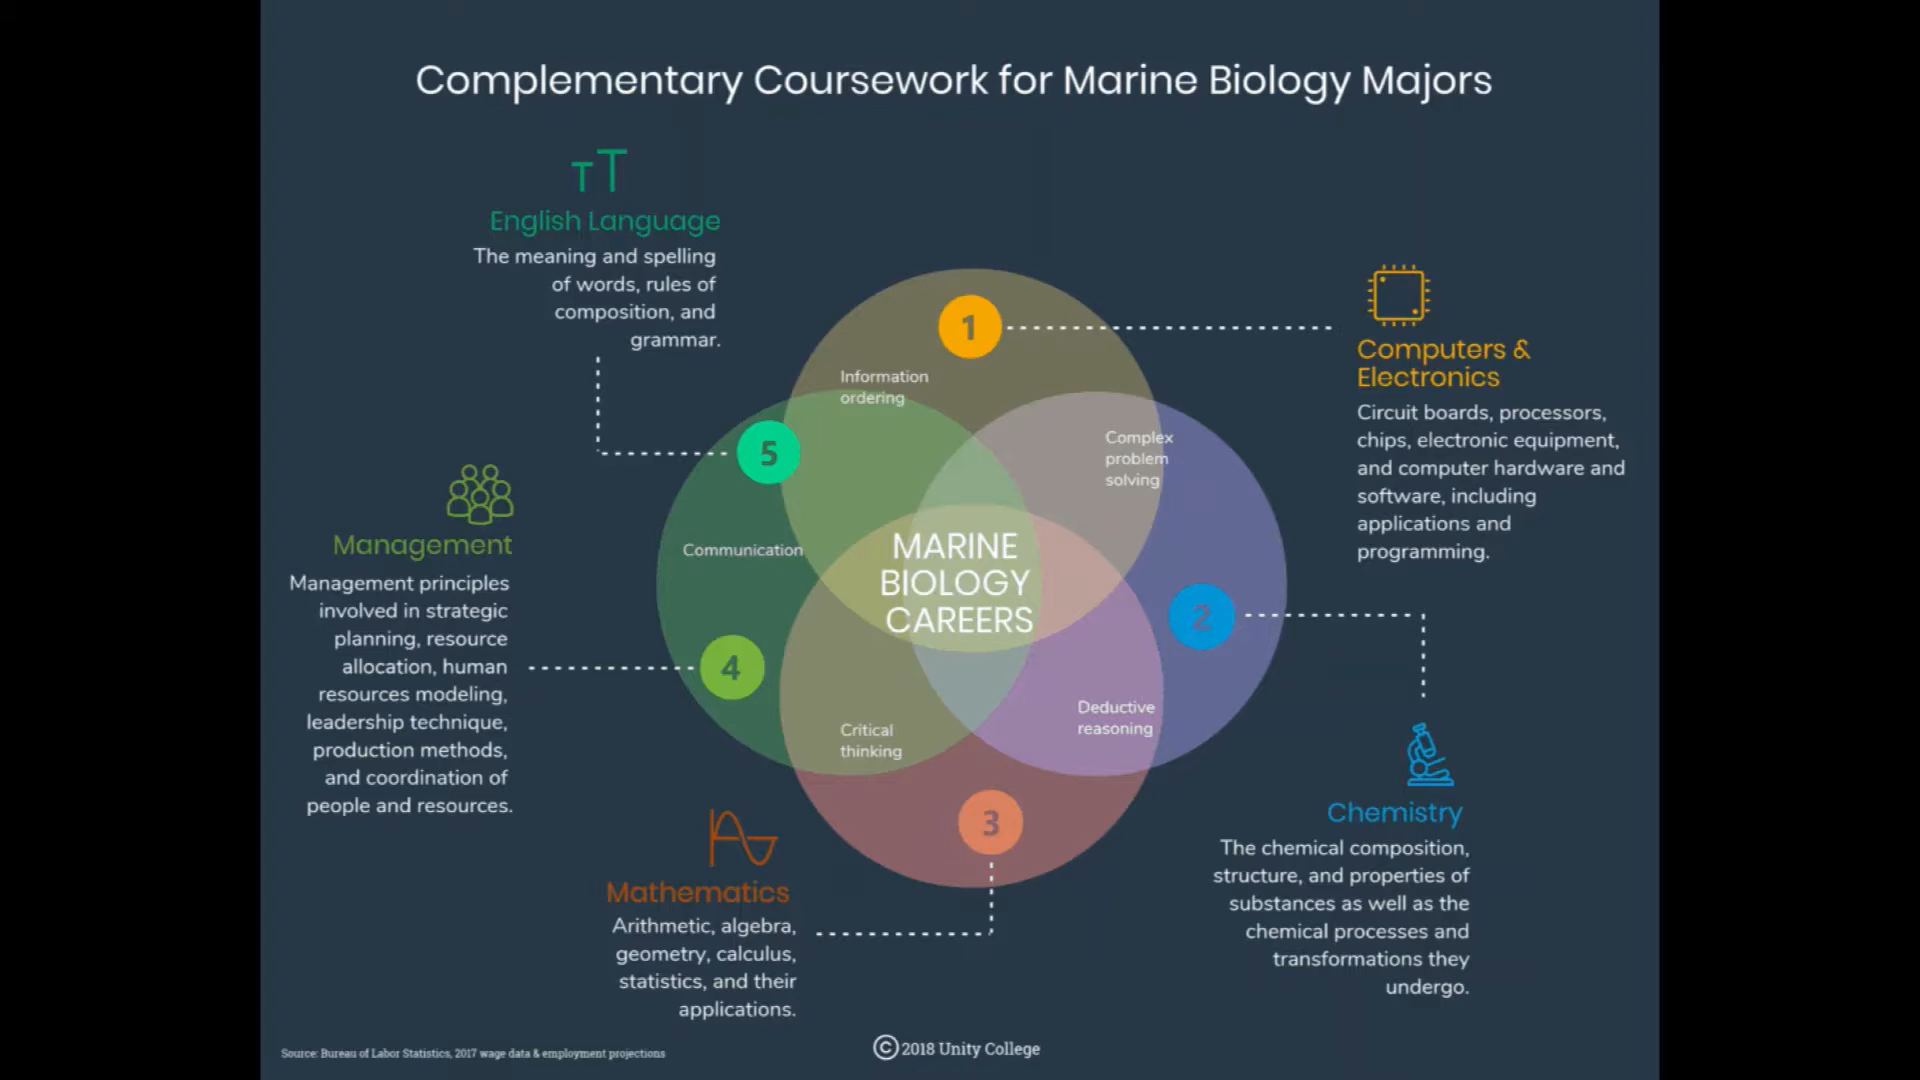 Complementary Coursework for Marine Biology Majors
TT
English Language
The meaning and spelling
of words, rules of
composition, and
grammar.
1
Computers &
Electronics
Circuit boards, processors,
chips, electronic equipment,
and computer hardware and
software, including
applications and
programming.
Information
ordering
Complex
problem
solving
5
Management
Management principles
involved in strategic
planning, resource
allocation, human
resources modeling,
leadership technique,
production methods,
and coordination of
people and resources.
Communication
MARINE
BIOLOGY
CAREERS
2
4
Critical
thinking
Deductive
reasoning
3
Chemistry
The chemical composition,
structure, and properties of
substances as well as the
chemical processes and
transformations they
undergo.
Mathematics
Arithmetic, algebra,
geometry, calculus,
statistics, and their
applications.
Source: Bureau of Labor Statistics, 2017 wage data & employment projections
© 2018 Unity College